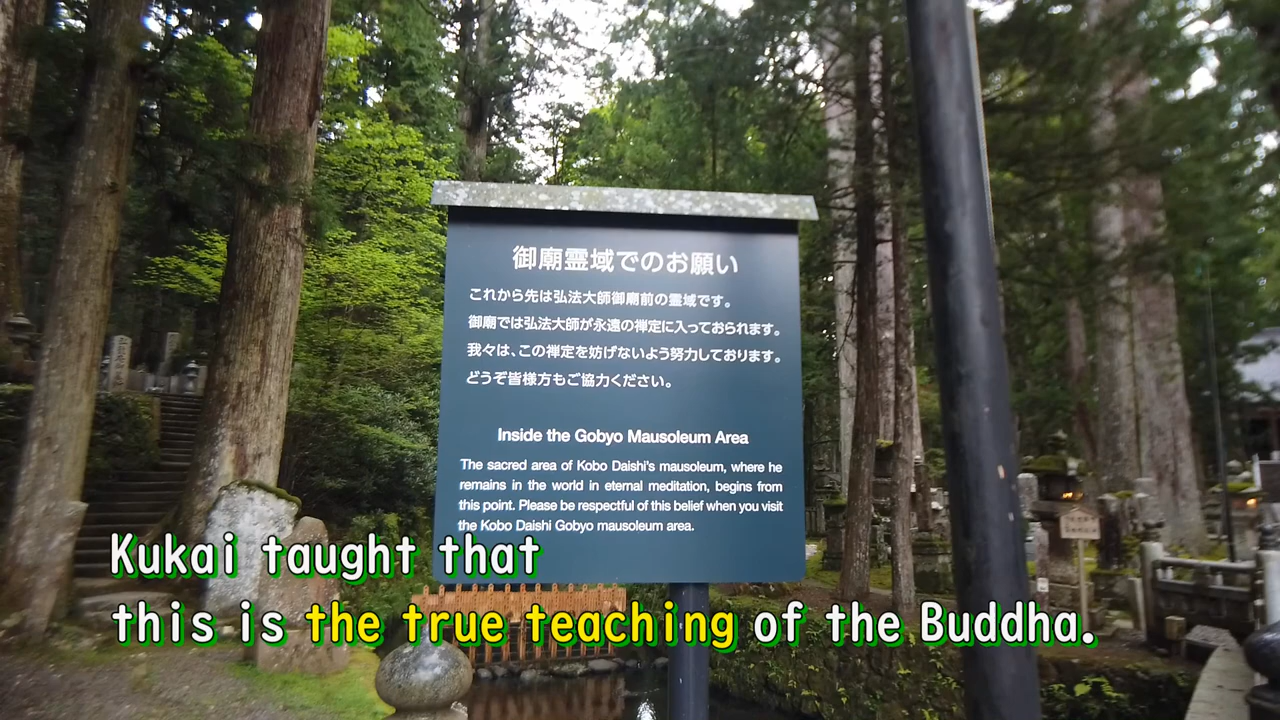 御廟霊域でのお願い
これから先は弘法大師御廟前の霊域です。
御廟では弘法大師が永遠の禅定に入っておられます。
我々は、この禅定を妨げないよう努力しております。
どうぞ皆様方もご協力ください。
Inside the Gobyo Mausoleum Area
The sacred area of Kobo Daishi's mausoleum, where he
remains in the world in eternal meditation, begins from
this point. Please be respectful of this belief when you visit
the Kobo Daishi Gobyo mausoleum area.
Kukai taught that
this is the true teaching of the Buddha.